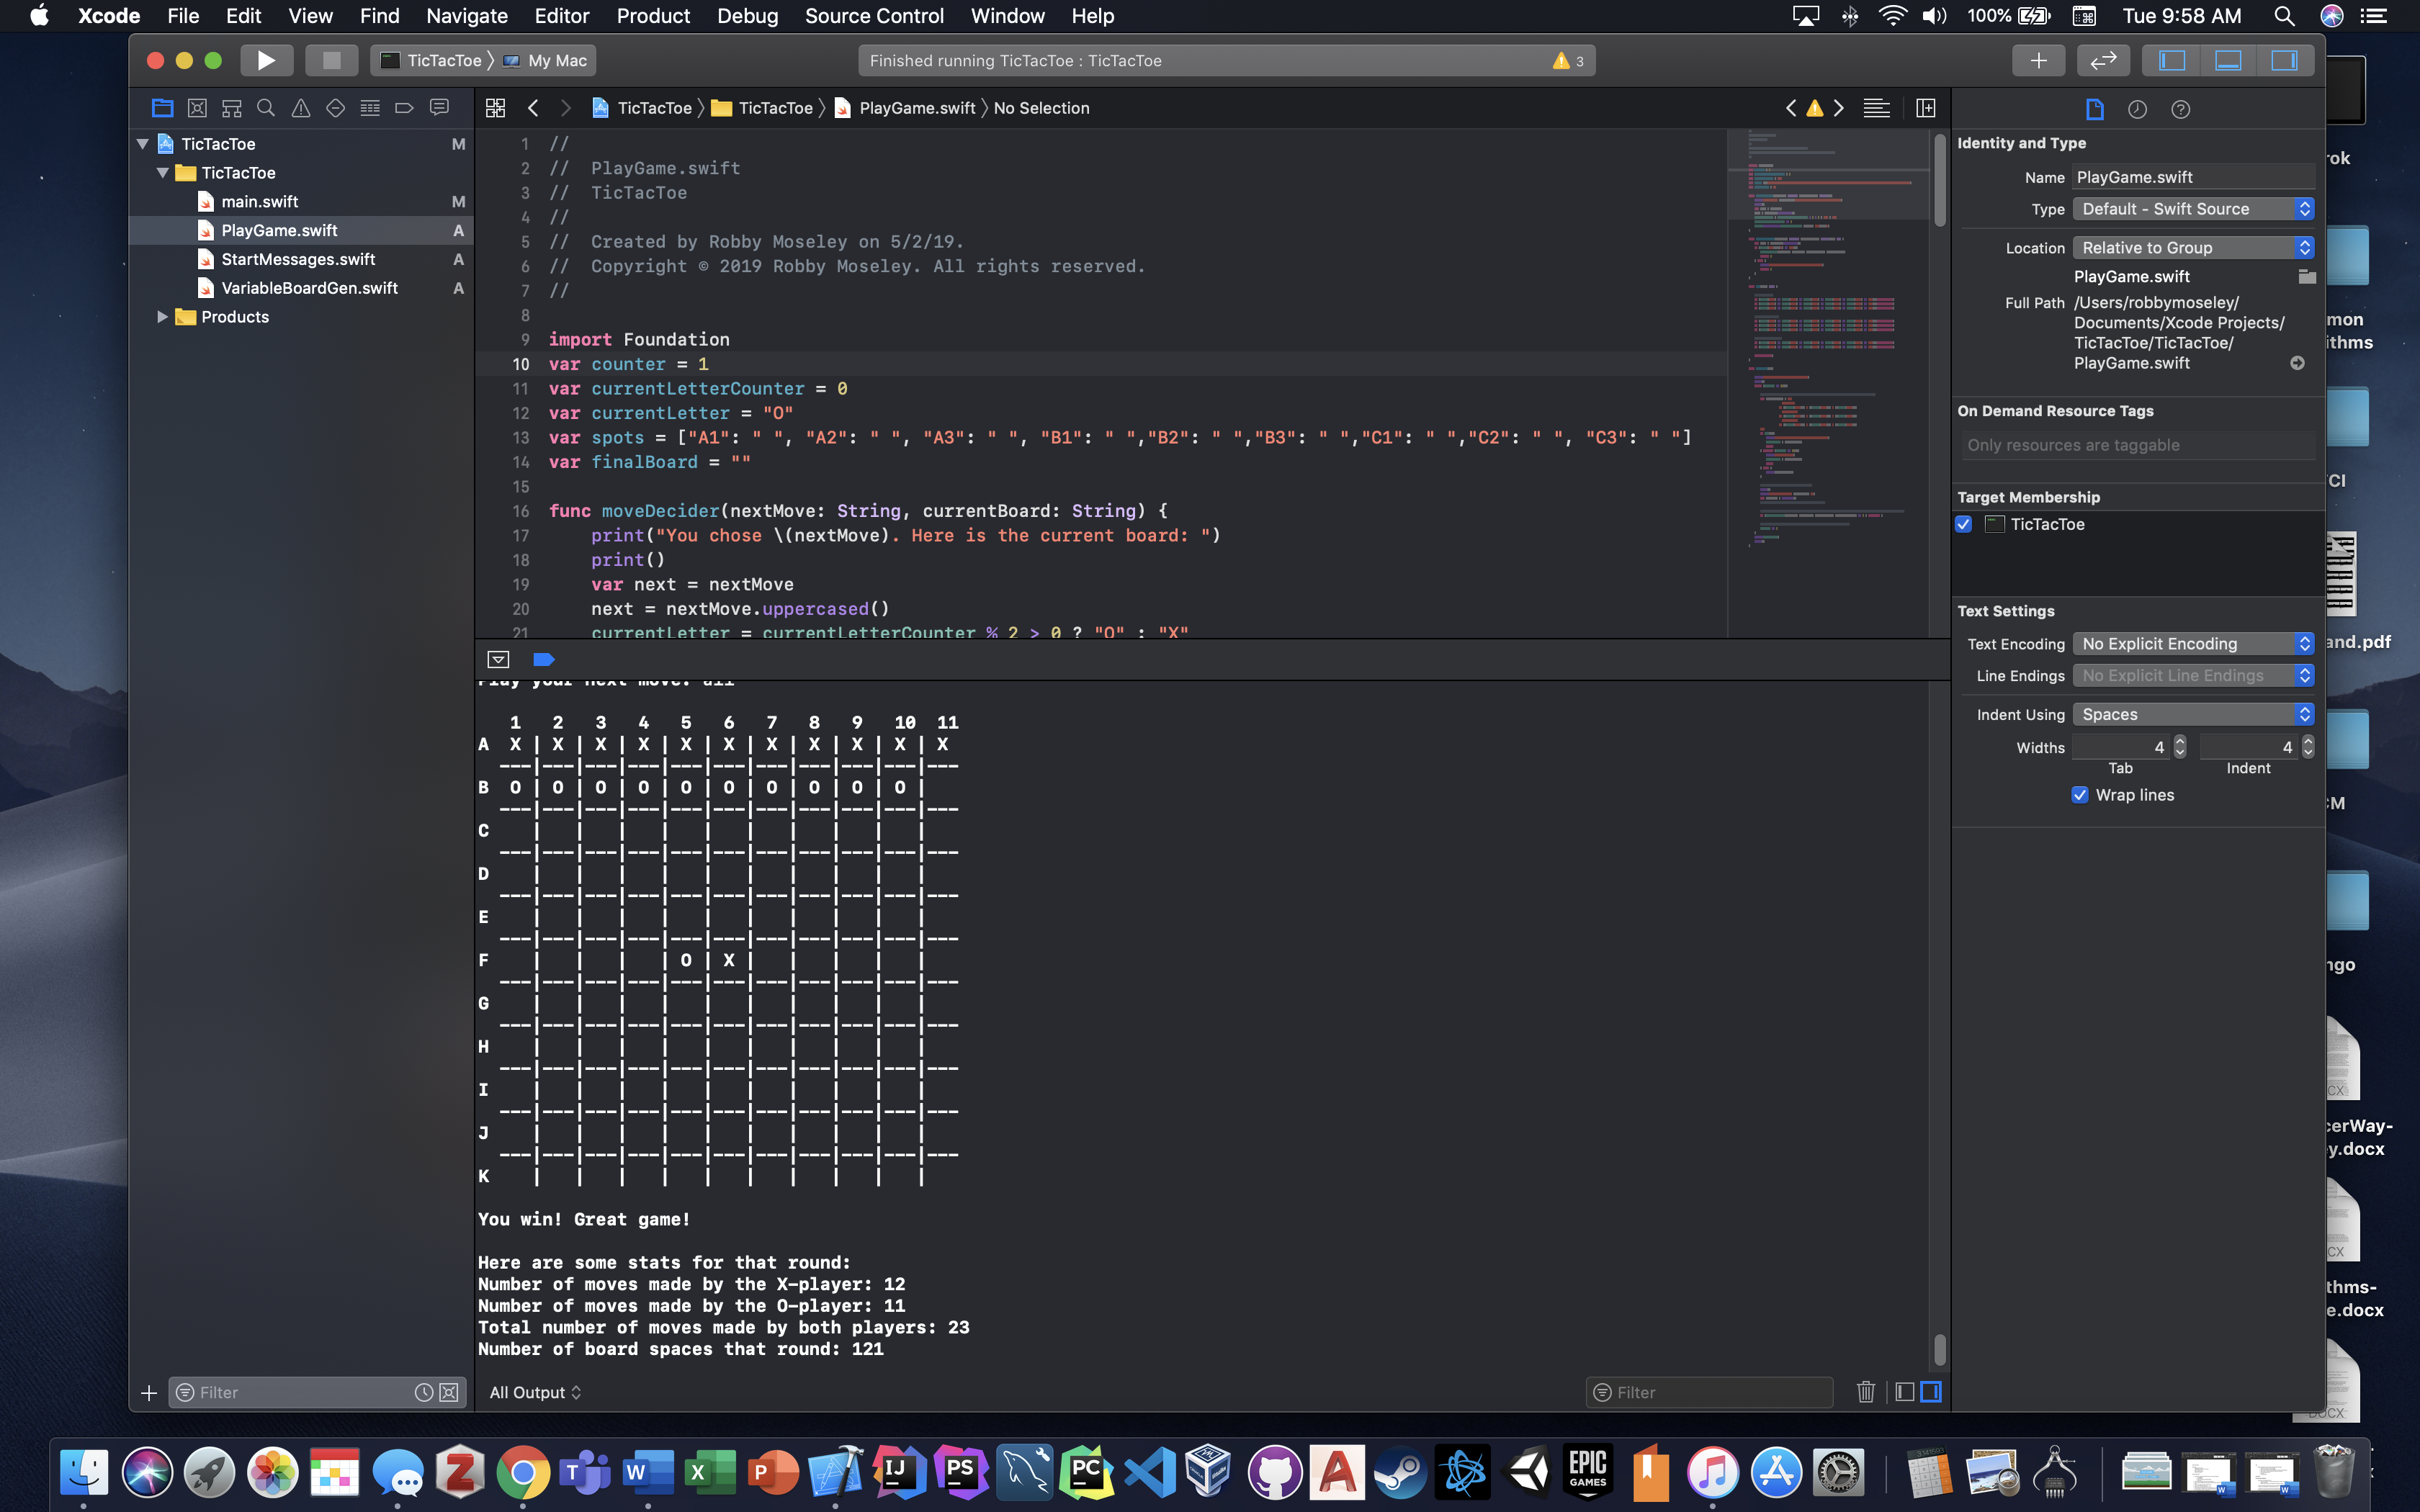 Xcode File Edit View Find Navigate Editor Product Debug Source Control Window Help 100% Tue 9:58 AM
TicTacToe My Mac Finished running TicTacToe : TicTacToe 3
TicTacToe TicTacToe PlayGame.swift No Selection
TicTacToe M
TicTacToe
main.swift M
PlayGame.swift A
StartMessages.swift A
VariableBoardGen.swift A
Products
1 //
2 // PlayGame.swift
3 // TicTacToe
4 //
5 // Created by Robby Moseley on 5/2/19.
6 // Copyright © 2019 Robby Moseley. All rights reserved.
7 //
8
9 import Foundation
10 var counter = 1
11 var currentLetterCounter = 0
12 var currentLetter = "O"
13 var spots = ["A1": " ", "A2": " ", "A3": " ", "B1": " ","B2": " ","B3": " ","C1": " ","C2": " ", "C3": " "]
14 var finalBoard = ""
15
16 func moveDecider(nextMove: String, currentBoard: String) {
17 print("You chose \(nextMove). Here is the current board: ")
18 print()
19 var next = nextMove
20 next = nextMove.uppercased()
21 currentLetter = currentLetterCounter % 2 > 0 ? "O" : "X"
Play your next move: a11
1 2 3 4 5 6 7 8 9 10 11
A X | X | X | X | X | X | X | X | X | X | X
---|---|---|---|---|---|---|---|---|---|---
B O | O | O | O | O | O | O | O | O | O |
---|---|---|---|---|---|---|---|---|---|---
C | | | | | | | | | |
---|---|---|---|---|---|---|---|---|---|---
D | | | | | | | | | |
---|---|---|---|---|---|---|---|---|---|---
E | | | | | | | | | |
---|---|---|---|---|---|---|---|---|---|---
F | | | | O | X | | | | |
---|---|---|---|---|---|---|---|---|---|---
G | | | | | | | | | |
---|---|---|---|---|---|---|---|---|---|---
H | | | | | | | | | |
---|---|---|---|---|---|---|---|---|---|---
I | | | | | | | | | |
---|---|---|---|---|---|---|---|---|---|---
J | | | | | | | | | |
---|---|---|---|---|---|---|---|---|---|---
K | | | | | | | | | |
You win! Great game!
Here are some stats for that round:
Number of moves made by the X-player: 12
Number of moves made by the O-player: 11
Total number of moves made by both players: 23
Number of board spaces that round: 121
Filter
All Output
Filter
Identity and Type
Name PlayGame.swift
Type Default - Swift Source
Location Relative to Group
PlayGame.swift
Full Path /Users/robbymoseley/
Documents/Xcode Projects/
TicTacToe/TicTacToe/
PlayGame.swift
On Demand Resource Tags
Only resources are taggable
Target Membership
TicTacToe
Text Settings
Text Encoding No Explicit Encoding
Line Endings No Explicit Line Endings
Indent Using Spaces
Widths 4 4
Tab Indent
Wrap lines
rok
mon
ithms
CI
and.pdf
CM
ngo
cerWay-
y.docx
thms-
e.docx
DOCX
T W X P IJ PS PC EPIC GAMES